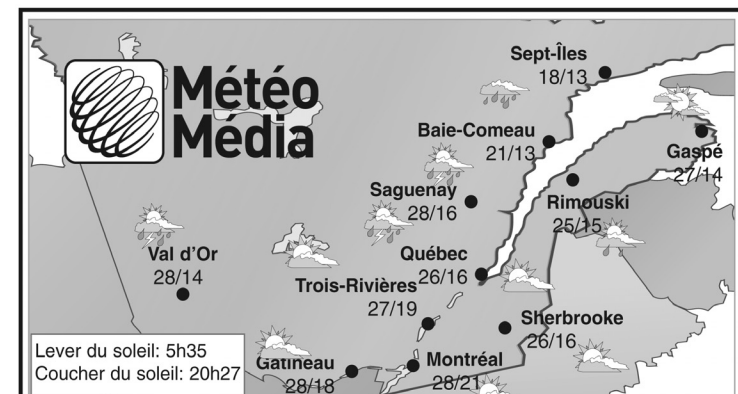 Météo
Média
Sept-Îles
18/13
Baie-Comeau
21/13
Gaspé
27/14
Saguenay
28/16
Rimouski
25/15
Val d'Or
28/14
Québec
26/16
Trois-Rivières
27/19
Sherbrooke
26/16
Lever du soleil: 5h35
Coucher du soleil: 20h27
Gatineau
28/18
Montréal
28/21